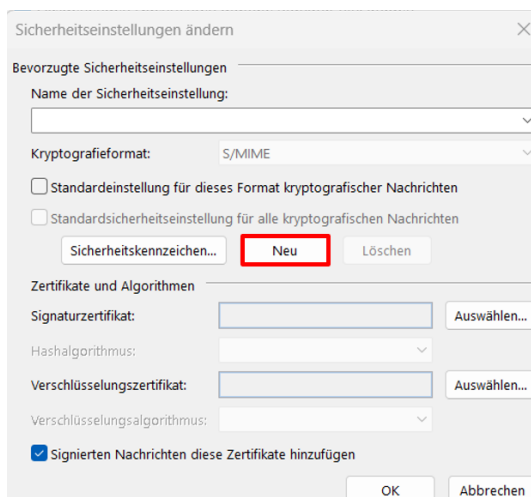 Sicherheitseinstellungen ändern
Bevorzugte Sicherheitseinstellungen
Name der Sicherheitseinstellung:
Kryptografieformat: S/MIME
Standardeinstellung für dieses Format kryptografischer Nachrichten
Standardsicherheitseinstellung für alle kryptografischen Nachrichten
Sicherheitskennzeichen... Neu Löschen
Zertifikate und Algorithmen
Signaturzertifikat: Auswählen...
Hashalgorithmus:
Verschlüsselungszertifikat: Auswählen...
Verschlüsselungsalgorithmus:
Signierten Nachrichten diese Zertifikate hinzufügen
OK Abbrechen